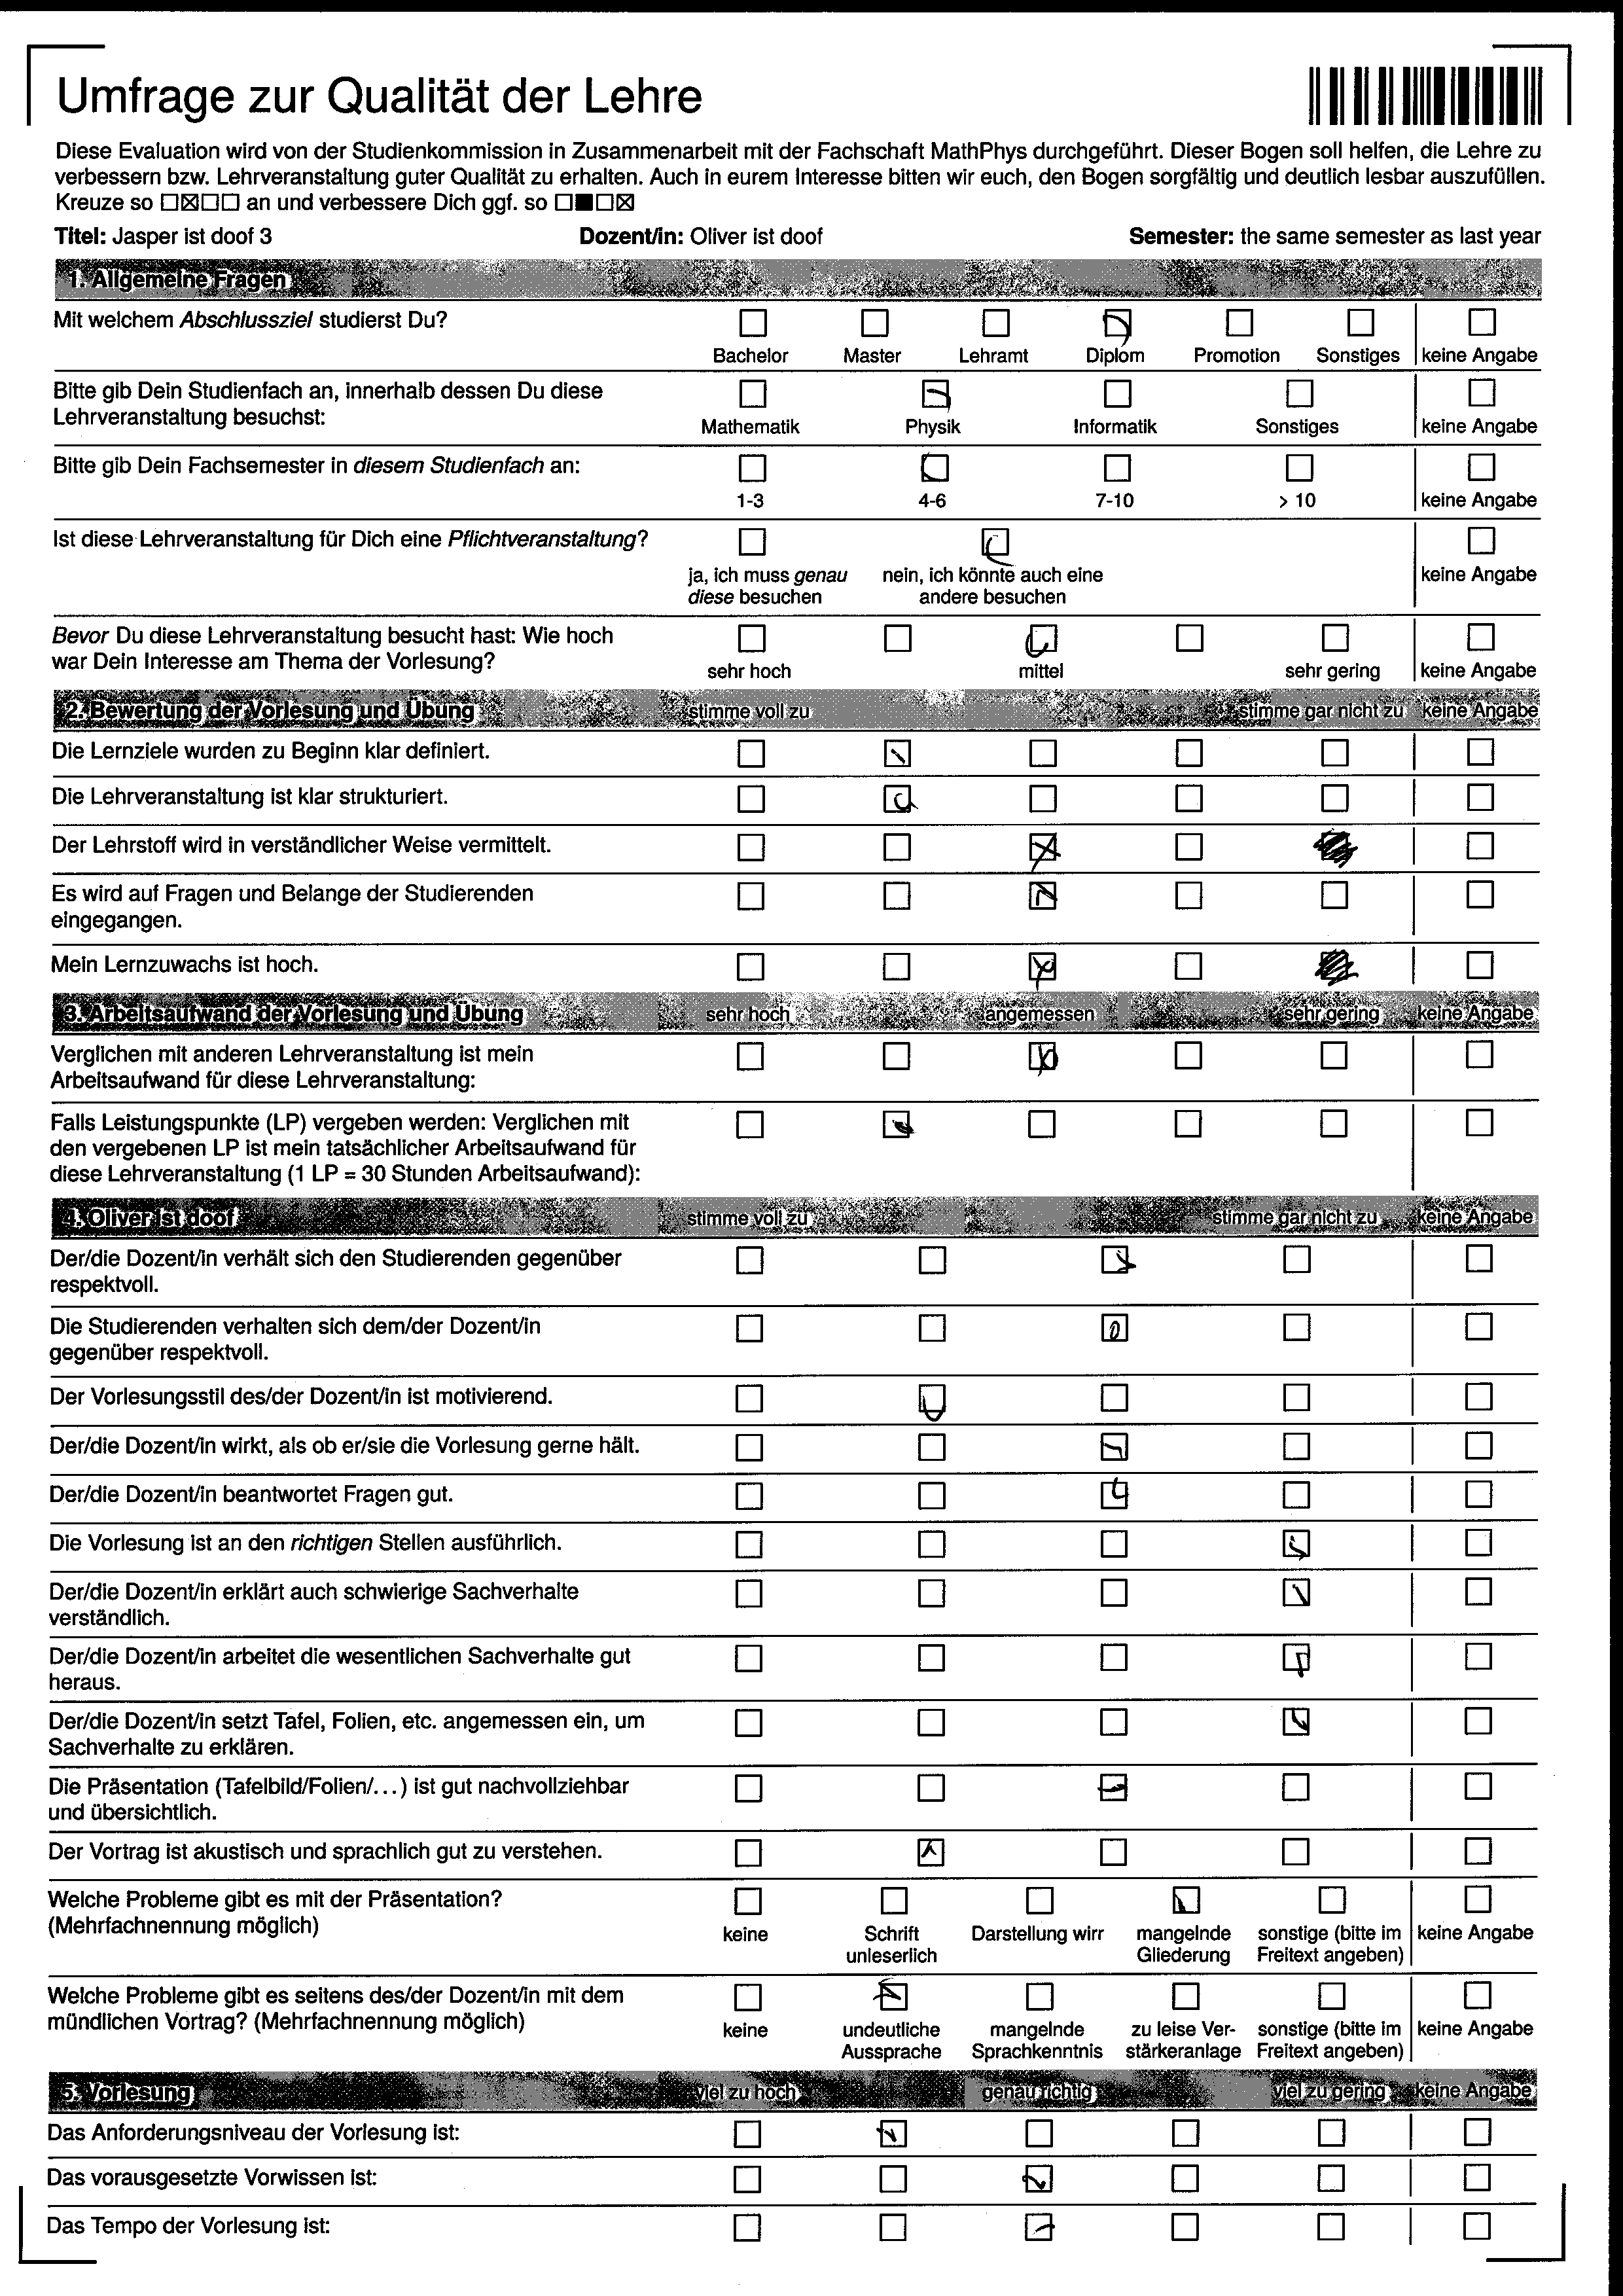 Umfrage zur Qualität der Lehre
Diese Evaluation wird von der Studienkommission in Zusammenarbeit mit der Fachschaft MathPhys durchgeführt. Dieser Bogen soll helfen, die Lehre zu
verbessern bzw. Lehrveranstaltung guter Qualität zu erhalten. Auch in eurem Interesse bitten wir euch, den Bogen sorgfältig und deutlich lesbar auszufüllen.
Kreuze so ☐☒☐☐ an und verbessere Dich ggf. so ☐■☐☒
Titel: Jasper ist doof 3 Dozent/in: Oliver ist doof Semester: the same semester as last year
1. Allgemeine Fragen
Mit welchem Abschlussziel studierst Du?
Bachelor Master Lehramt Diplom Promotion Sonstiges keine Angabe
Bitte gib Dein Studienfach an, innerhalb dessen Du diese
Lehrveranstaltung besuchst:
Mathematik Physik Informatik Sonstiges keine Angabe
Bitte gib Dein Fachsemester in diesem Studienfach an:
1-3 4-6 7-10 > 10 keine Angabe
Ist diese Lehrveranstaltung für Dich eine Pflichtveranstaltung?
ja, ich muss genau nein, ich könnte auch eine keine Angabe
diese besuchen andere besuchen
Bevor Du diese Lehrveranstaltung besucht hast: Wie hoch
war Dein Interesse am Thema der Vorlesung?
sehr hoch mittel sehr gering keine Angabe
2. Bewertung der Vorlesung und Übung stimme voll zu stimme gar nicht zu keine Angabe
Die Lernziele wurden zu Beginn klar definiert.
Die Lehrveranstaltung ist klar strukturiert.
Der Lehrstoff wird in verständlicher Weise vermittelt.
Es wird auf Fragen und Belange der Studierenden
eingegangen.
Mein Lernzuwachs ist hoch.
3. Arbeitsaufwand der Vorlesung und Übung sehr hoch angemessen sehr gering keine Angabe
Verglichen mit anderen Lehrveranstaltung ist mein
Arbeitsaufwand für diese Lehrveranstaltung:
Falls Leistungspunkte (LP) vergeben werden: Verglichen mit
den vergebenen LP ist mein tatsächlicher Arbeitsaufwand für
diese Lehrveranstaltung (1 LP = 30 Stunden Arbeitsaufwand):
4. Oliver ist doof stimme voll zu stimme gar nicht zu keine Angabe
Der/die Dozent/in verhält sich den Studierenden gegenüber
respektvoll.
Die Studierenden verhalten sich dem/der Dozent/in
gegenüber respektvoll.
Der Vorlesungsstil des/der Dozent/in ist motivierend.
Der/die Dozent/in wirkt, als ob er/sie die Vorlesung gerne hält.
Der/die Dozent/in beantwortet Fragen gut.
Die Vorlesung ist an den richtigen Stellen ausführlich.
Der/die Dozent/in erklärt auch schwierige Sachverhalte
verständlich.
Der/die Dozent/in arbeitet die wesentlichen Sachverhalte gut
heraus.
Der/die Dozent/in setzt Tafel, Folien, etc. angemessen ein, um
Sachverhalte zu erklären.
Die Präsentation (Tafelbild/Folien/...) ist gut nachvollziehbar
und übersichtlich.
Der Vortrag ist akustisch und sprachlich gut zu verstehen.
Welche Probleme gibt es mit der Präsentation?
(Mehrfachnennung möglich)
keine Schrift Darstellung wirr mangelnde sonstige (bitte im keine Angabe
unleserlich Gliederung Freitext angeben)
Welche Probleme gibt es seitens des/der Dozent/in mit dem
mündlichen Vortrag? (Mehrfachnennung möglich)
keine undeutliche mangelnde zu leise Ver- sonstige (bitte im keine Angabe
Aussprache Sprachkenntnis stärkeranlage Freitext angeben)
5. Vorlesung viel zu hoch genau richtig viel zu gering keine Angabe
Das Anforderungsniveau der Vorlesung ist:
Das vorausgesetzte Vorwissen ist:
Das Tempo der Vorlesung ist: